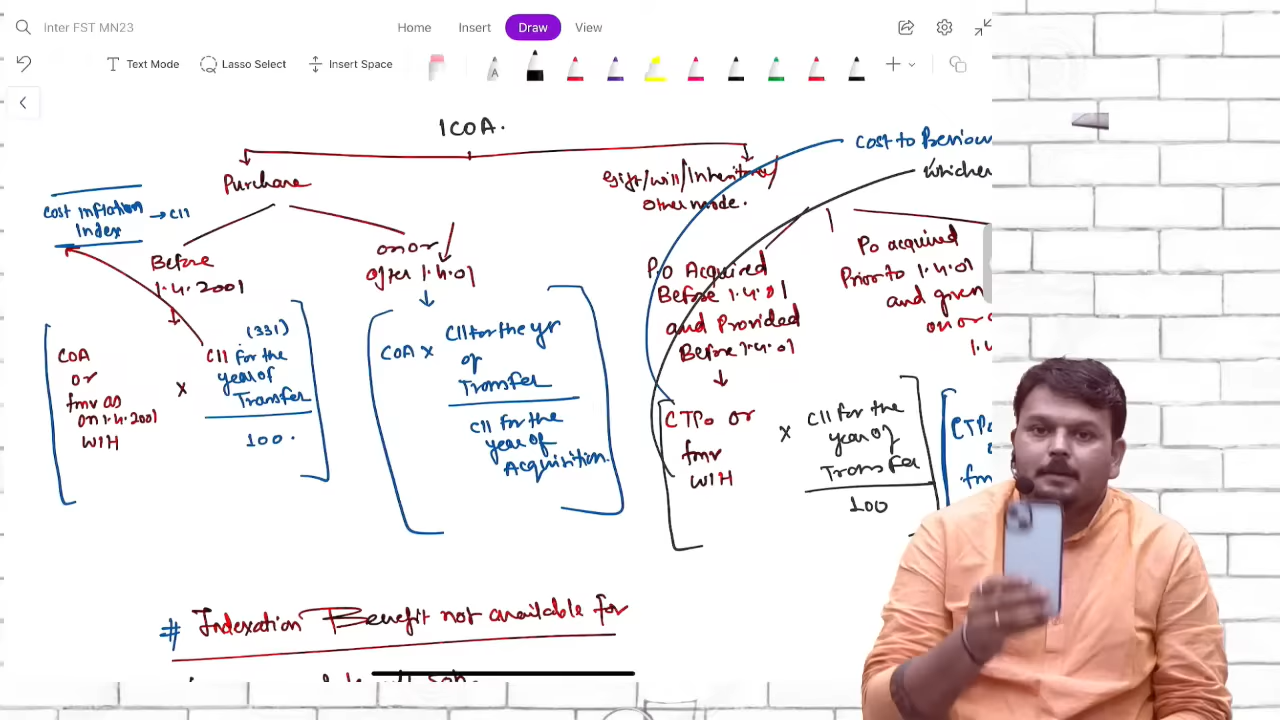 Inter FST MN23
Home
Insert
Draw
View
Text Mode
Lasso Select
Insert Space
ICOA.
Purchase
Gift/will/Inheritance/
Other mode.
Cost to
Cost Inflation → CII
Index
Before
1.4.2001
on or
after 1.4.01
PO Acquired
Before 1.4.01
and Provided
Before 1.4.01
PO acquired
Prior to 1.4.01
and given
COA
or
fmv as
on 1.4.2001
WIH
X
(331)
CII for the
year of
Transfer
100.
COA X
CII for the yr
of
Transfer
CII for the
year of
Acquisition.
CTPO or
fmv
WIH
X
CII for the
year of
Transfer
100
# Indexation Benefit not available for